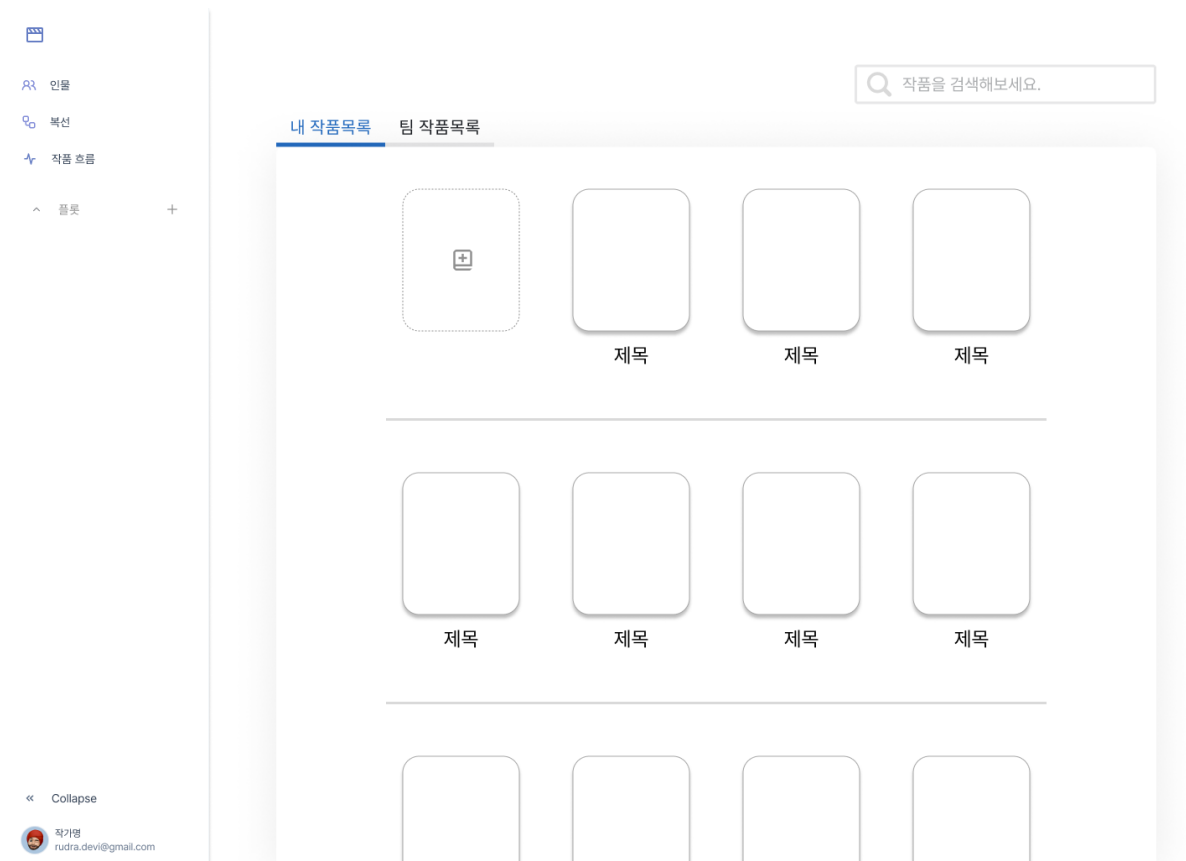 인물
복선
작품 흐름
플롯
Collapse
작가명
rudra.devi@gmail.com
작품을 검색해보세요.
내 작품목록 팀 작품목록
제목 제목 제목
제목 제목 제목 제목